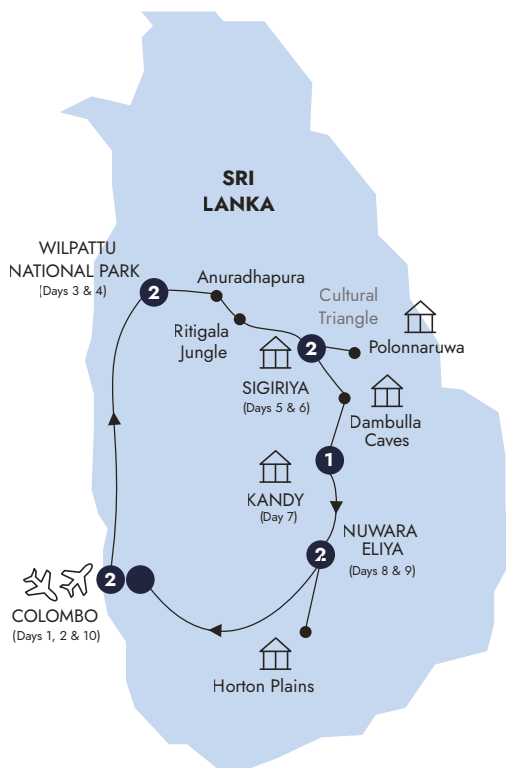 SRI
LANKA
WILPATTU
NATIONAL PARK
(Days 3 & 4)
2
Anuradhapura
Ritigala
Jungle
Cultural
Triangle
2
Polonnaruwa
SIGIRIYA
(Days 5 & 6)
Dambulla
Caves
1
KANDY
(Day 7)
NUWARA
ELIYA
2
(Days 8 & 9)
2
COLOMBO
(Days 1, 2 & 10)
Horton Plains